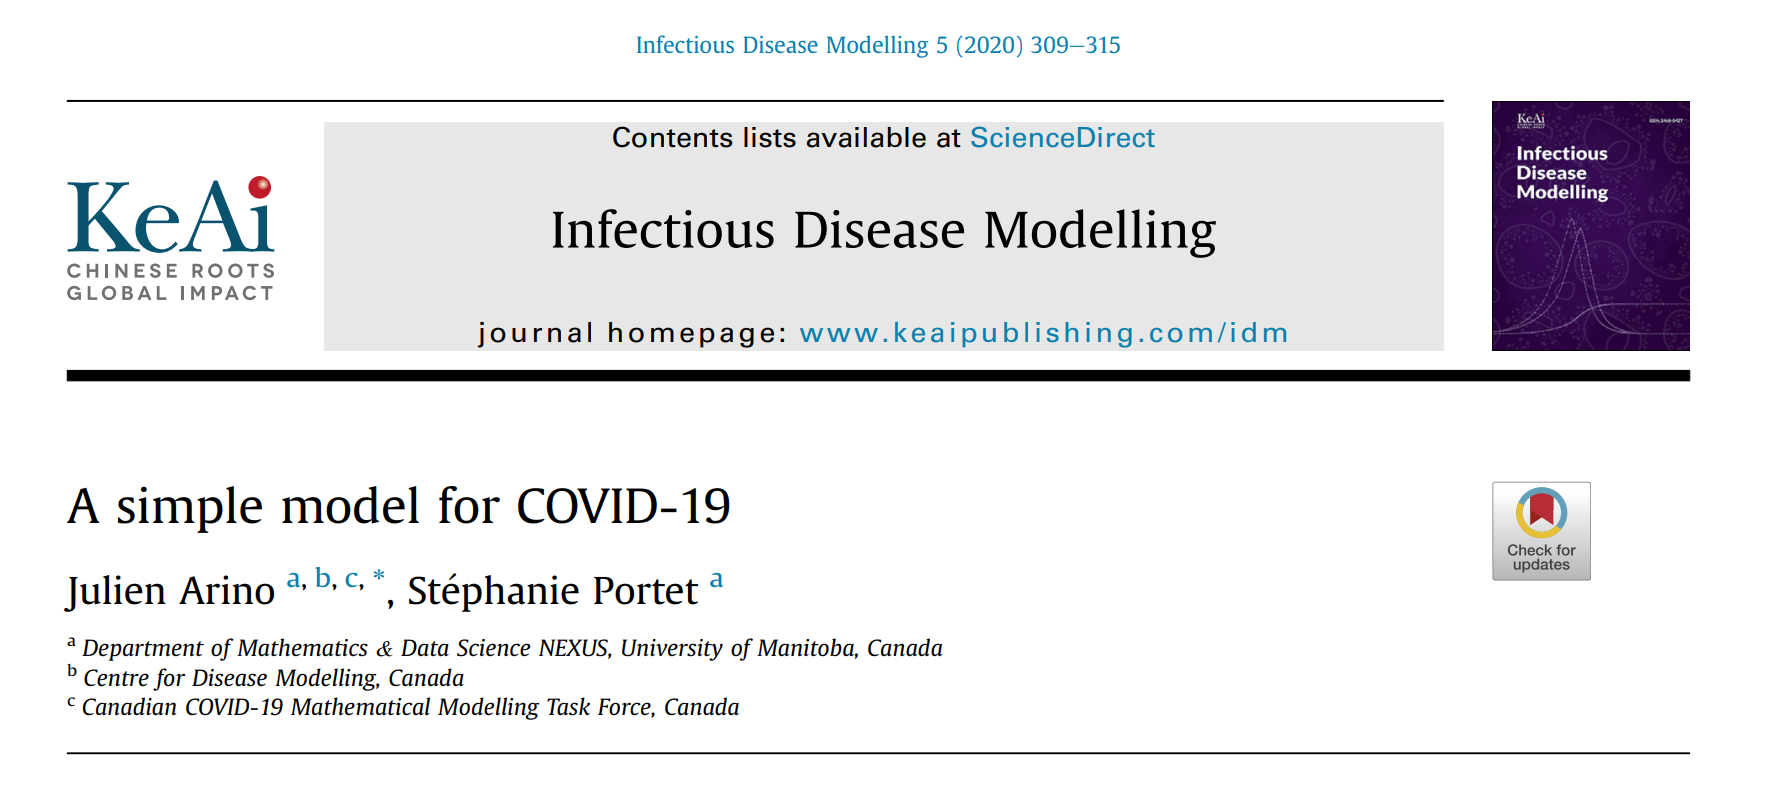 Infectious Disease Modelling 5 (2020) 309–315
Contents lists available at ScienceDirect
Infectious Disease Modelling
journal homepage: www.keaipublishing.com/idm
KeAi
CHINESE ROOTS
GLOBAL IMPACT
KeAi
Infectious
Disease
Modelling
A simple model for COVID-19
Julien Arino a, b, c, *, Stéphanie Portet a
a Department of Mathematics & Data Science NEXUS, University of Manitoba, Canada
b Centre for Disease Modelling, Canada
c Canadian COVID-19 Mathematical Modelling Task Force, Canada
Check for
updates